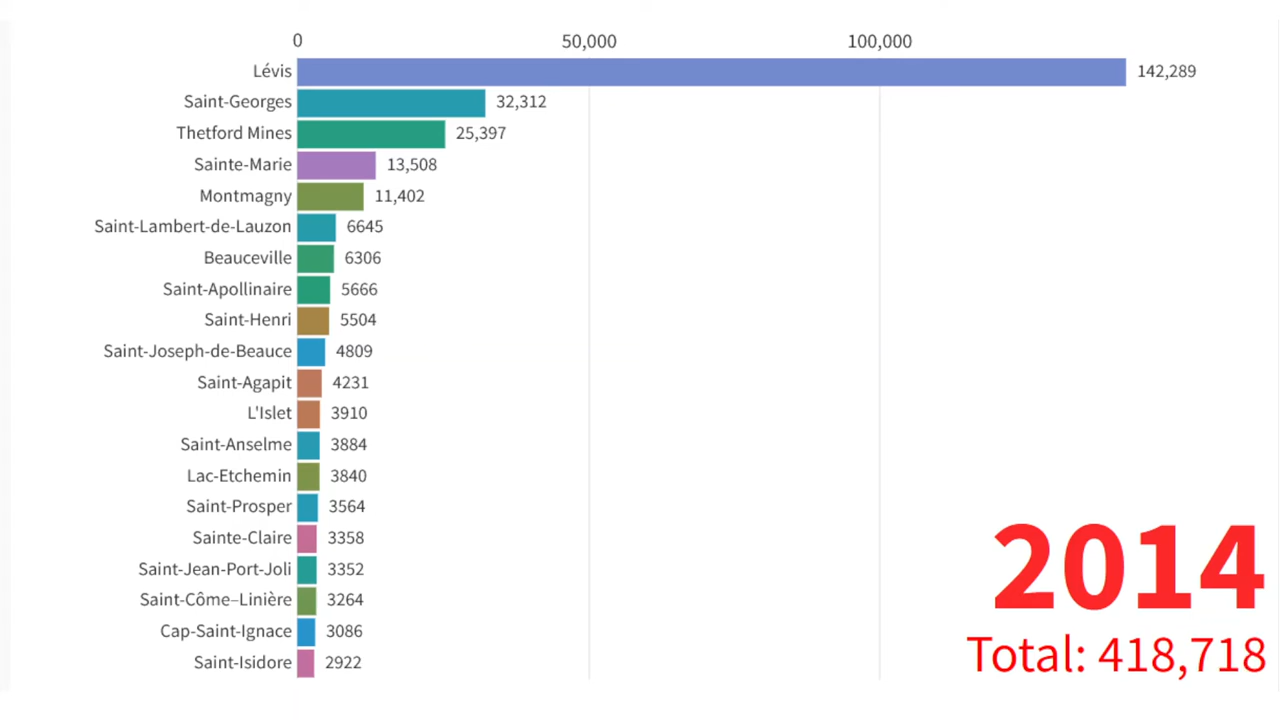 0 50,000 100,000
Lévis 142,289
Saint-Georges 32,312
Thetford Mines 25,397
Sainte-Marie 13,508
Montmagny 11,402
Saint-Lambert-de-Lauzon 6645
Beauceville 6306
Saint-Apollinaire 5666
Saint-Henri 5504
Saint-Joseph-de-Beauce 4809
Saint-Agapit 4231
L'Islet 3910
Saint-Anselme 3884
Lac-Etchemin 3840
Saint-Prosper 3564
Sainte-Claire 3358
Saint-Jean-Port-Joli 3352
Saint-Côme–Linière 3264
Cap-Saint-Ignace 3086
Saint-Isidore 2922
2014
Total: 418,718